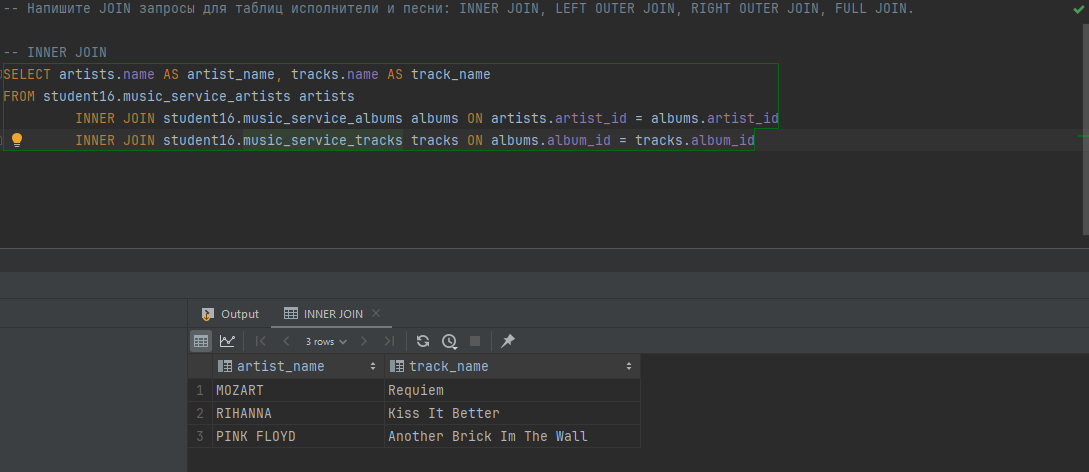 -- Напишите JOIN запросы для таблиц исполнители и песни: INNER JOIN, LEFT OUTER JOIN, RIGHT OUTER JOIN, FULL JOIN.
-- INNER JOIN
SELECT artists.name AS artist_name, tracks.name AS track_name
FROM student16.music_service_artists artists
INNER JOIN student16.music_service_albums albums ON artists.artist_id = albums.artist_id
INNER JOIN student16.music_service_tracks tracks ON albums.album_id = tracks.album_id
Output INNER JOIN
3 rows
artist_name track_name
1 MOZART Requiem
2 RIHANNA Kiss It Better
3 PINK FLOYD Another Brick Im The Wall